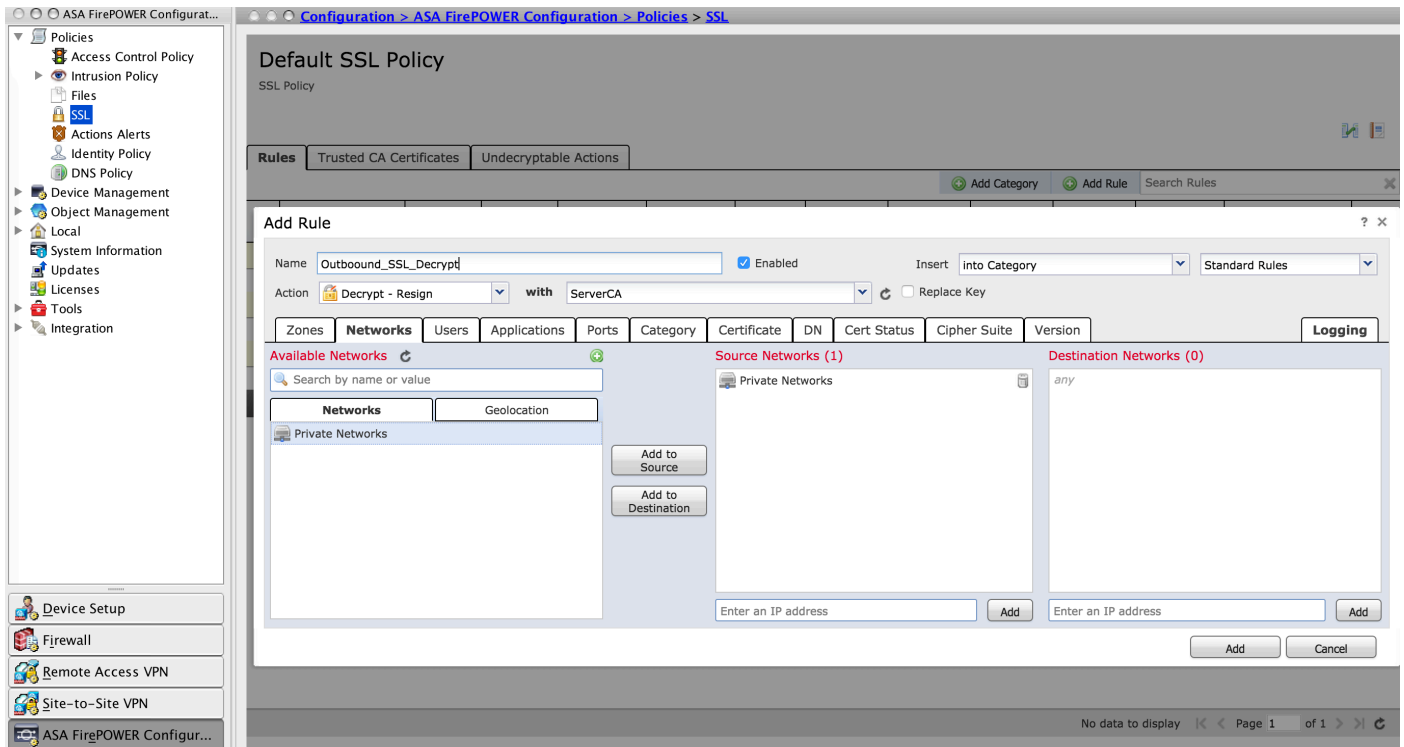 ASA FirePOWER Configurat...
Policies
Access Control Policy
Intrusion Policy
Files
SSL
Actions Alerts
Identity Policy
DNS Policy
Device Management
Object Management
Local
System Information
Updates
Licenses
Tools
Integration
Device Setup
Firewall
Remote Access VPN
Site-to-Site VPN
ASA FirePOWER Configur...
Configuration > ASA FirePOWER Configuration > Policies > SSL
Default SSL Policy
SSL Policy
Rules Trusted CA Certificates Undecryptable Actions
Add Category Add Rule Search Rules
Add Rule ?
Name Outboound_SSL_Decrypt Enabled Insert into Category Standard Rules
Action Decrypt - Resign with ServerCA Replace Key
Zones Networks Users Applications Ports Category Certificate DN Cert Status Cipher Suite Version Logging
Available Networks Source Networks (1) Destination Networks (0)
Search by name or value Private Networks any
Networks Geolocation
Private Networks
Add to
Source
Add to
Destination
Enter an IP address Add Enter an IP address Add
Add Cancel
No data to display |< < Page 1 of 1 > >|